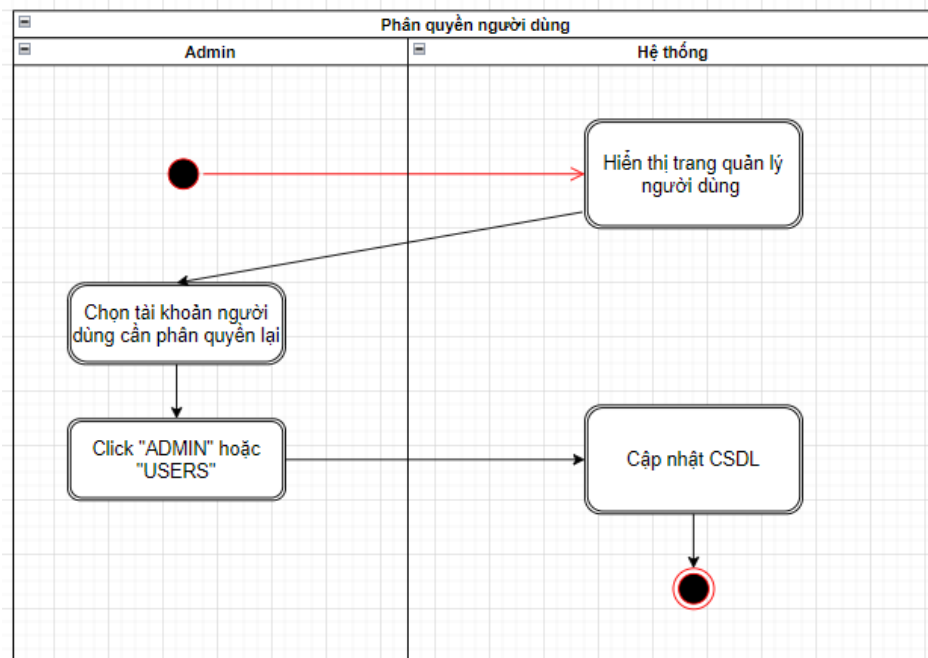 Phân quyền người dùng
Admin
Hệ thống
Hiển thị trang quản lý
người dùng
Chọn tài khoản người
dùng cần phân quyền lại
Click "ADMIN" hoặc
"USERS"
Cập nhật CSDL